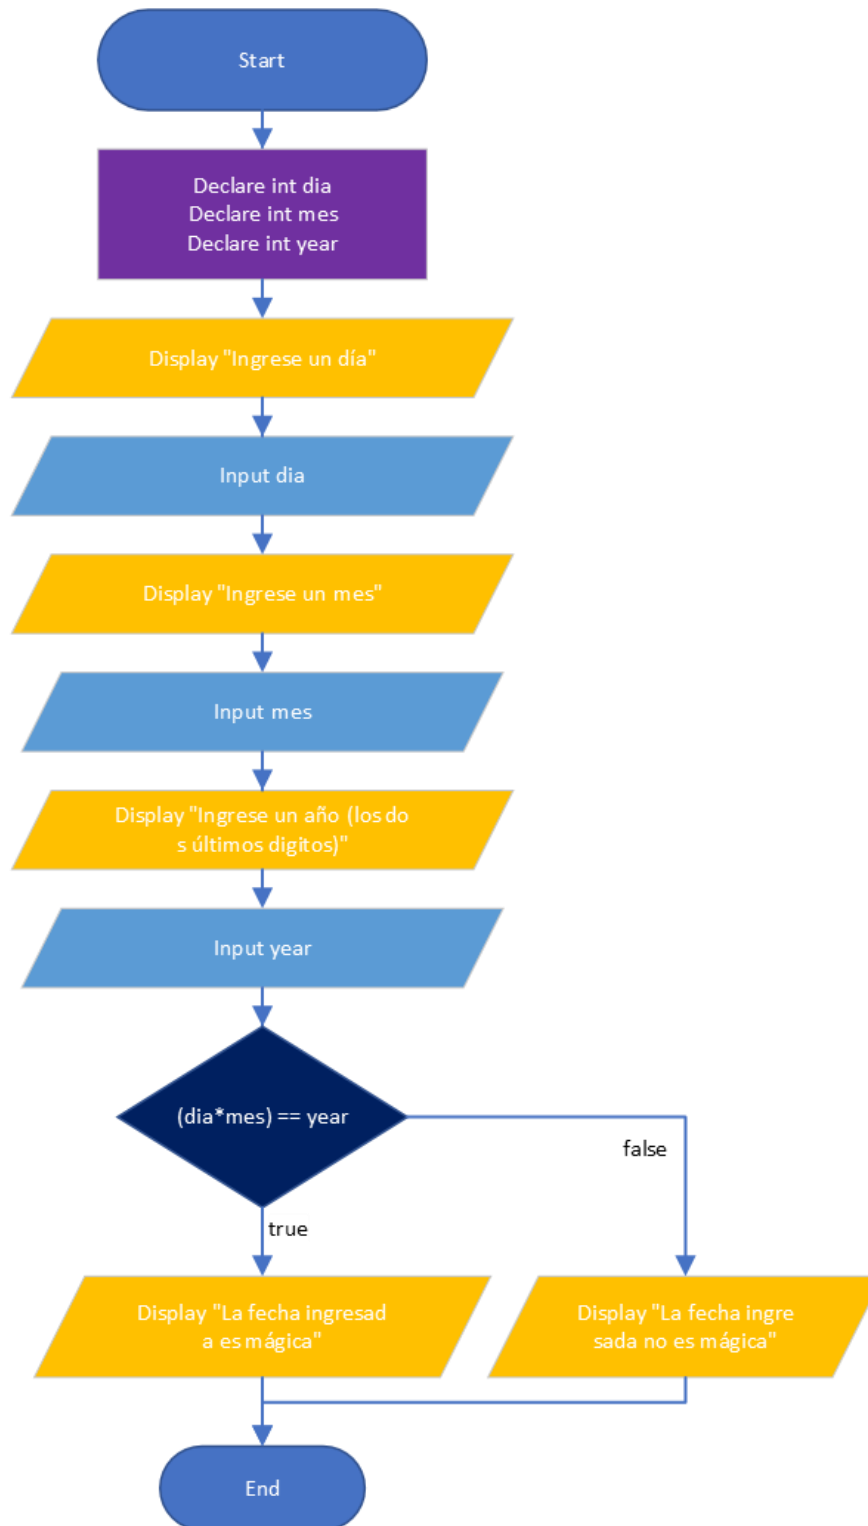 Start
Declare int dia
Declare int mes
Declare int year
Display "Ingrese un día"
Input dia
Display "Ingrese un mes"
Input mes
Display "Ingrese un año (los do
s últimos digitos)"
Input year
(dia*mes) == year
false
true
Display "La fecha ingresad
a es mágica"
Display "La fecha ingre
sada no es mágica"
End